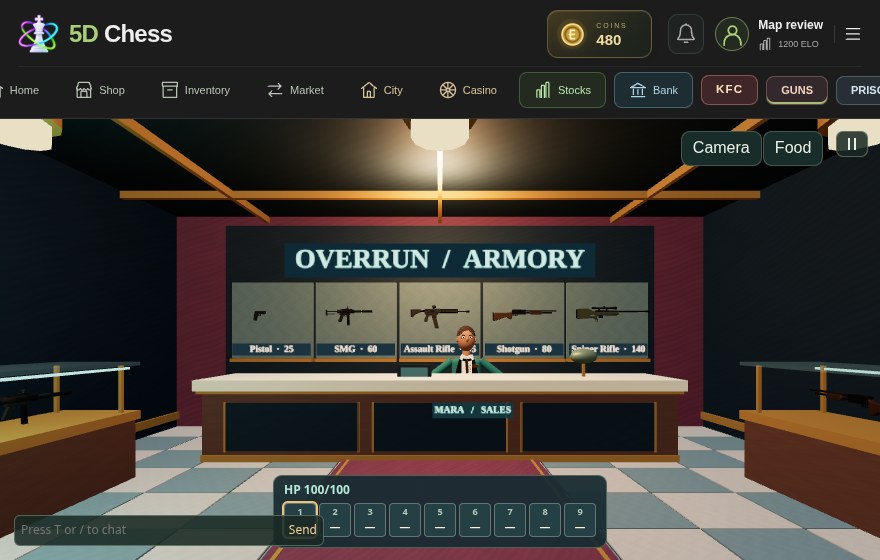 5D Chess
COINS
480
Map review
1200 ELO
Home
Shop
Inventory
Market
City
Casino
Stocks
Bank
KFC
GUNS
Camera
Food
OVERRUN / ARMORY
Pistol · 25
SMG · 60
Assault Rifle ·
Shotgun · 80
Sniper Rifle · 140
MARA / SALES
HP 100/100
1 2 3 4 5 6 7 8 9
Press T or / to chat
Send